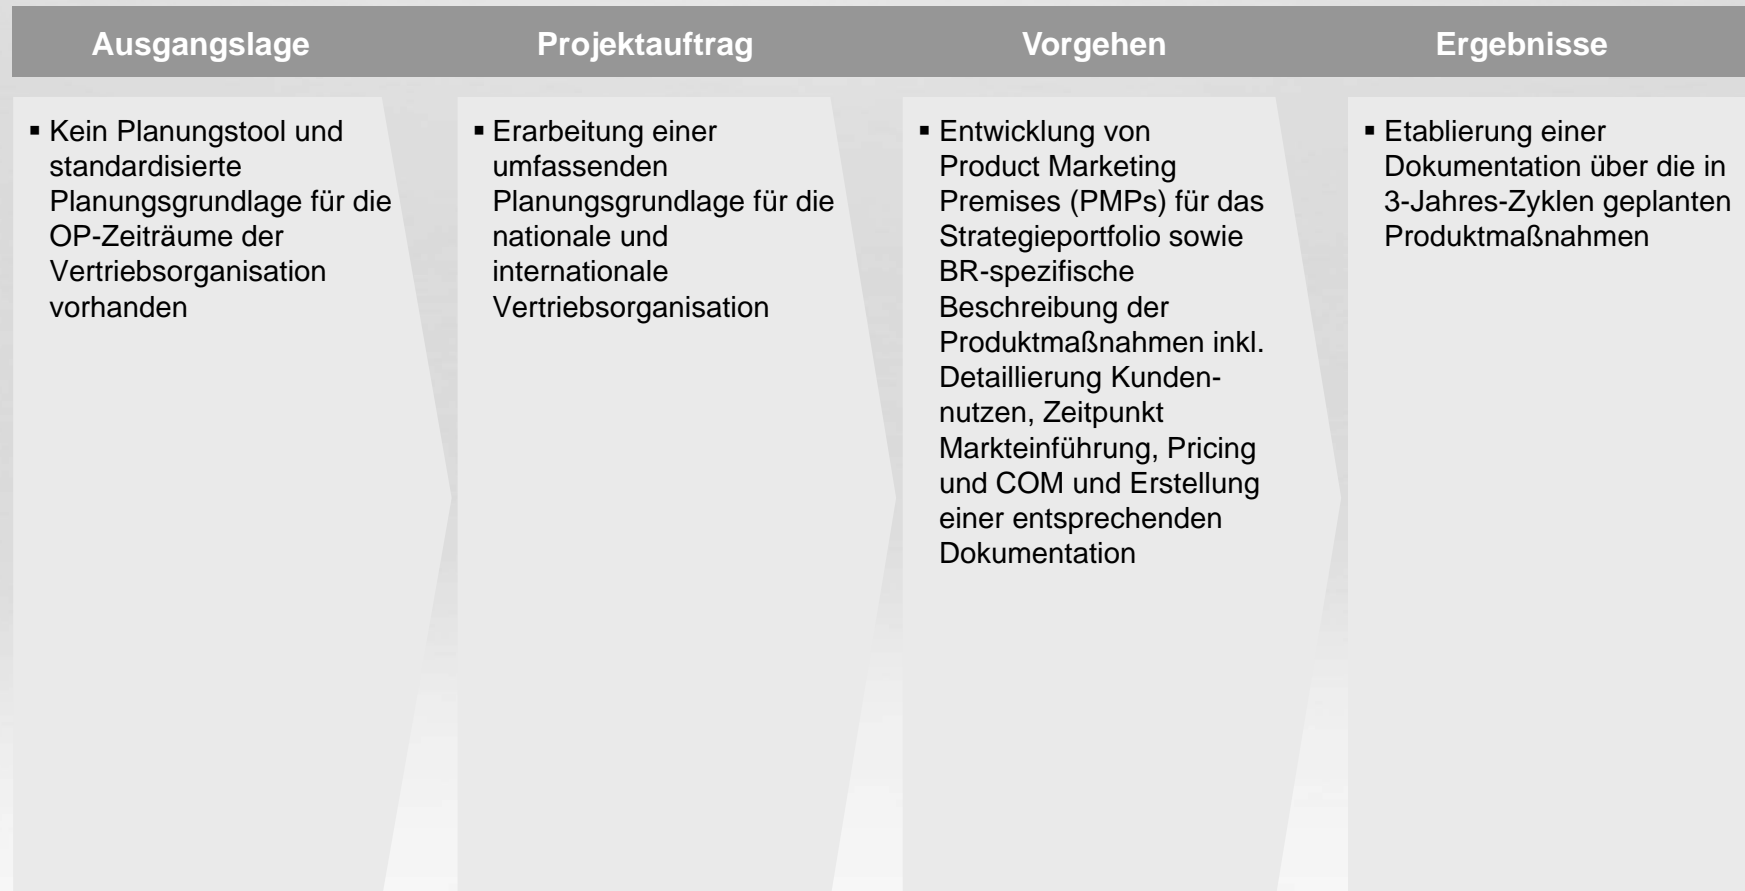 Ausgangslage
Projektauftrag
Vorgehen
Ergebnisse
▪ Kein Planungstool und
standardisierte
Planungsgrundlage für die
OP-Zeiträume der
Vertriebsorganisation
vorhanden
▪ Erarbeitung einer
umfassenden
Planungsgrundlage für die
nationale und
internationale
Vertriebsorganisation
▪ Entwicklung von
Product Marketing
Premises (PMPs) für das
Strategieportfolio sowie
BR-spezifische
Beschreibung der
Produktmaßnahmen inkl.
Detaillierung Kunden-
nutzen, Zeitpunkt
Markteinführung, Pricing
und COM und Erstellung
einer entsprechenden
Dokumentation
▪ Etablierung einer
Dokumentation über die in
3-Jahres-Zyklen geplanten
Produktmaßnahmen